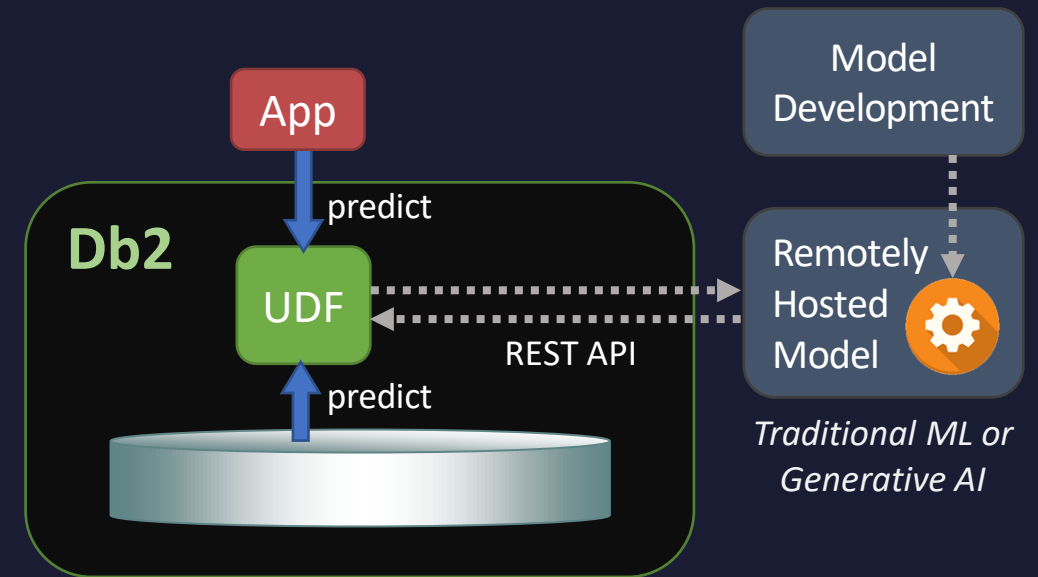 App
predict
Db2
UDF
REST API
predict
Model
Development
Remotely
Hosted
Model
Traditional ML or
Generative AI